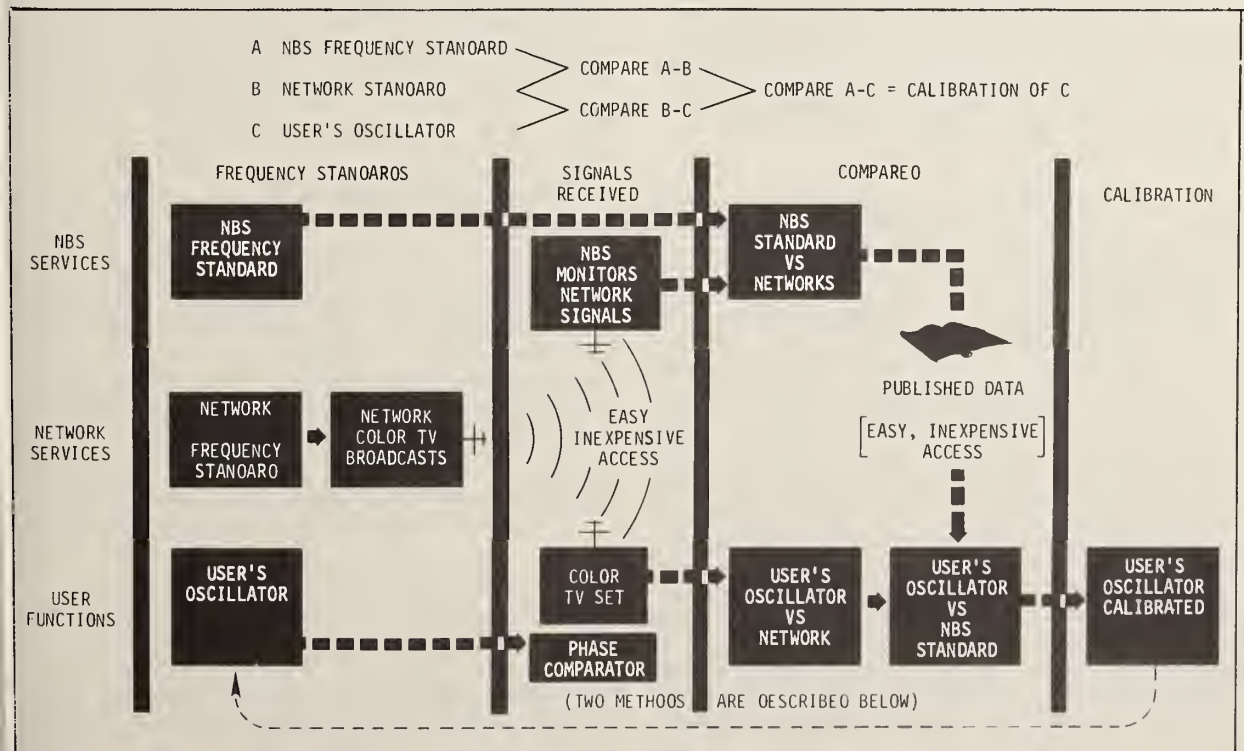 A NBS FREQUENCY STANDARD
COMPARE A-B
B NETWORK STANOARO
COMPARE A-C = CALIBRATION OF C
COMPARE B-C
C USER'S OSCILLATOR
FREQUENCY STANOAROS
SIGNALS
RECEIVED
COMPAREO
CALIBRATION
NBS
SERVICES
NBS
FREQUENCY
STANDARD
NBS
MONITORS
NETWORK
SIGNALS
NBS
STANDARD
VS
NETWORKS
PUBLISHED DATA
[EASY, INEXPENSIVE]
ACCESS
NETWORK
SERVICES
NETWORK
FREQUENCY
STANOARO
NETWORK
COLOR TV
BROADCASTS
EASY
INEXPENSIVE
ACCESS
USER
FUNCTIONS
USER'S
OSCILLATOR
COLOR
TV SET
PHASE
COMPARATOR
USER'S
OSCILLATOR
VS
NETWORK
USER'S
OSCILLATOR
VS
NBS
STANDARD
USER'S
OSCILLATOR
CALIBRATED
(TWO METHOOS ARE OESCRIBED BELOW)